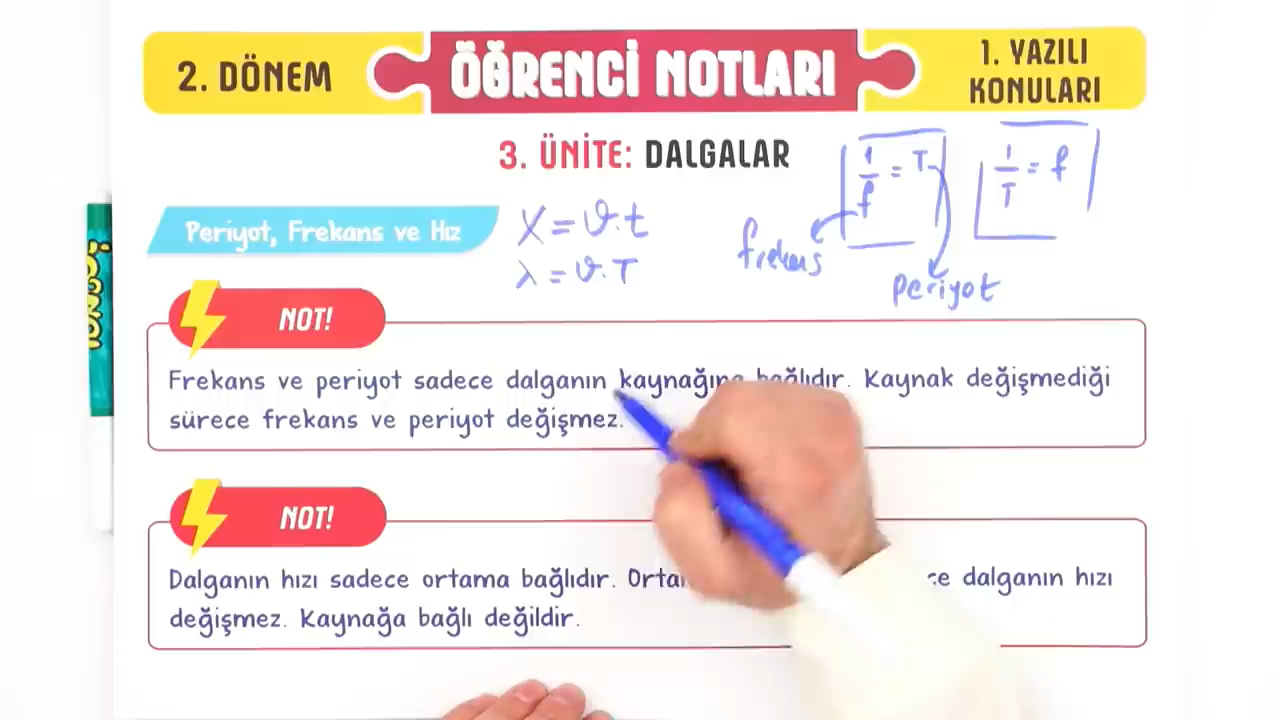 2. DÖNEM
ÖĞRENCİ NOTLARI
1. YAZILI
KONULARI
3. ÜNİTE: DALGALAR
1/f = T
1/T = f
frekans
periyot
Periyot, Frekans ve Hız
X = ϑ.t
λ = ϑ.T
NOT!
Frekans ve periyot sadece dalganın kaynağına bağlıdır. Kaynak değişmediği
sürece frekans ve periyot değişmez.
NOT!
Dalganın hızı sadece ortama bağlıdır. dalganın hızı
değişmez. Kaynağa bağlı değildir.